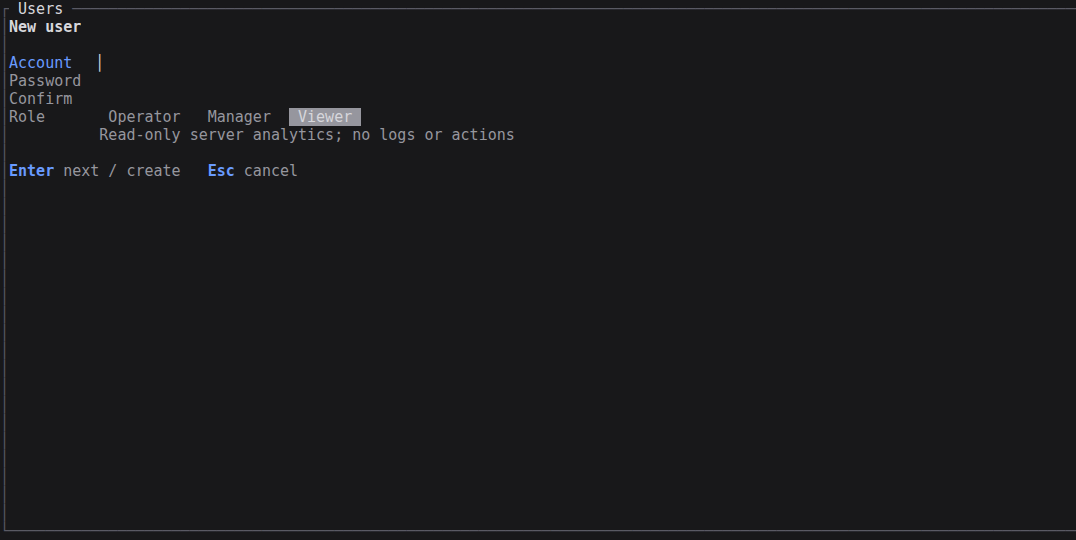 Users
New user
Account
Password
Confirm
Role Operator Manager Viewer
Read-only server analytics; no logs or actions
Enter next / create Esc cancel